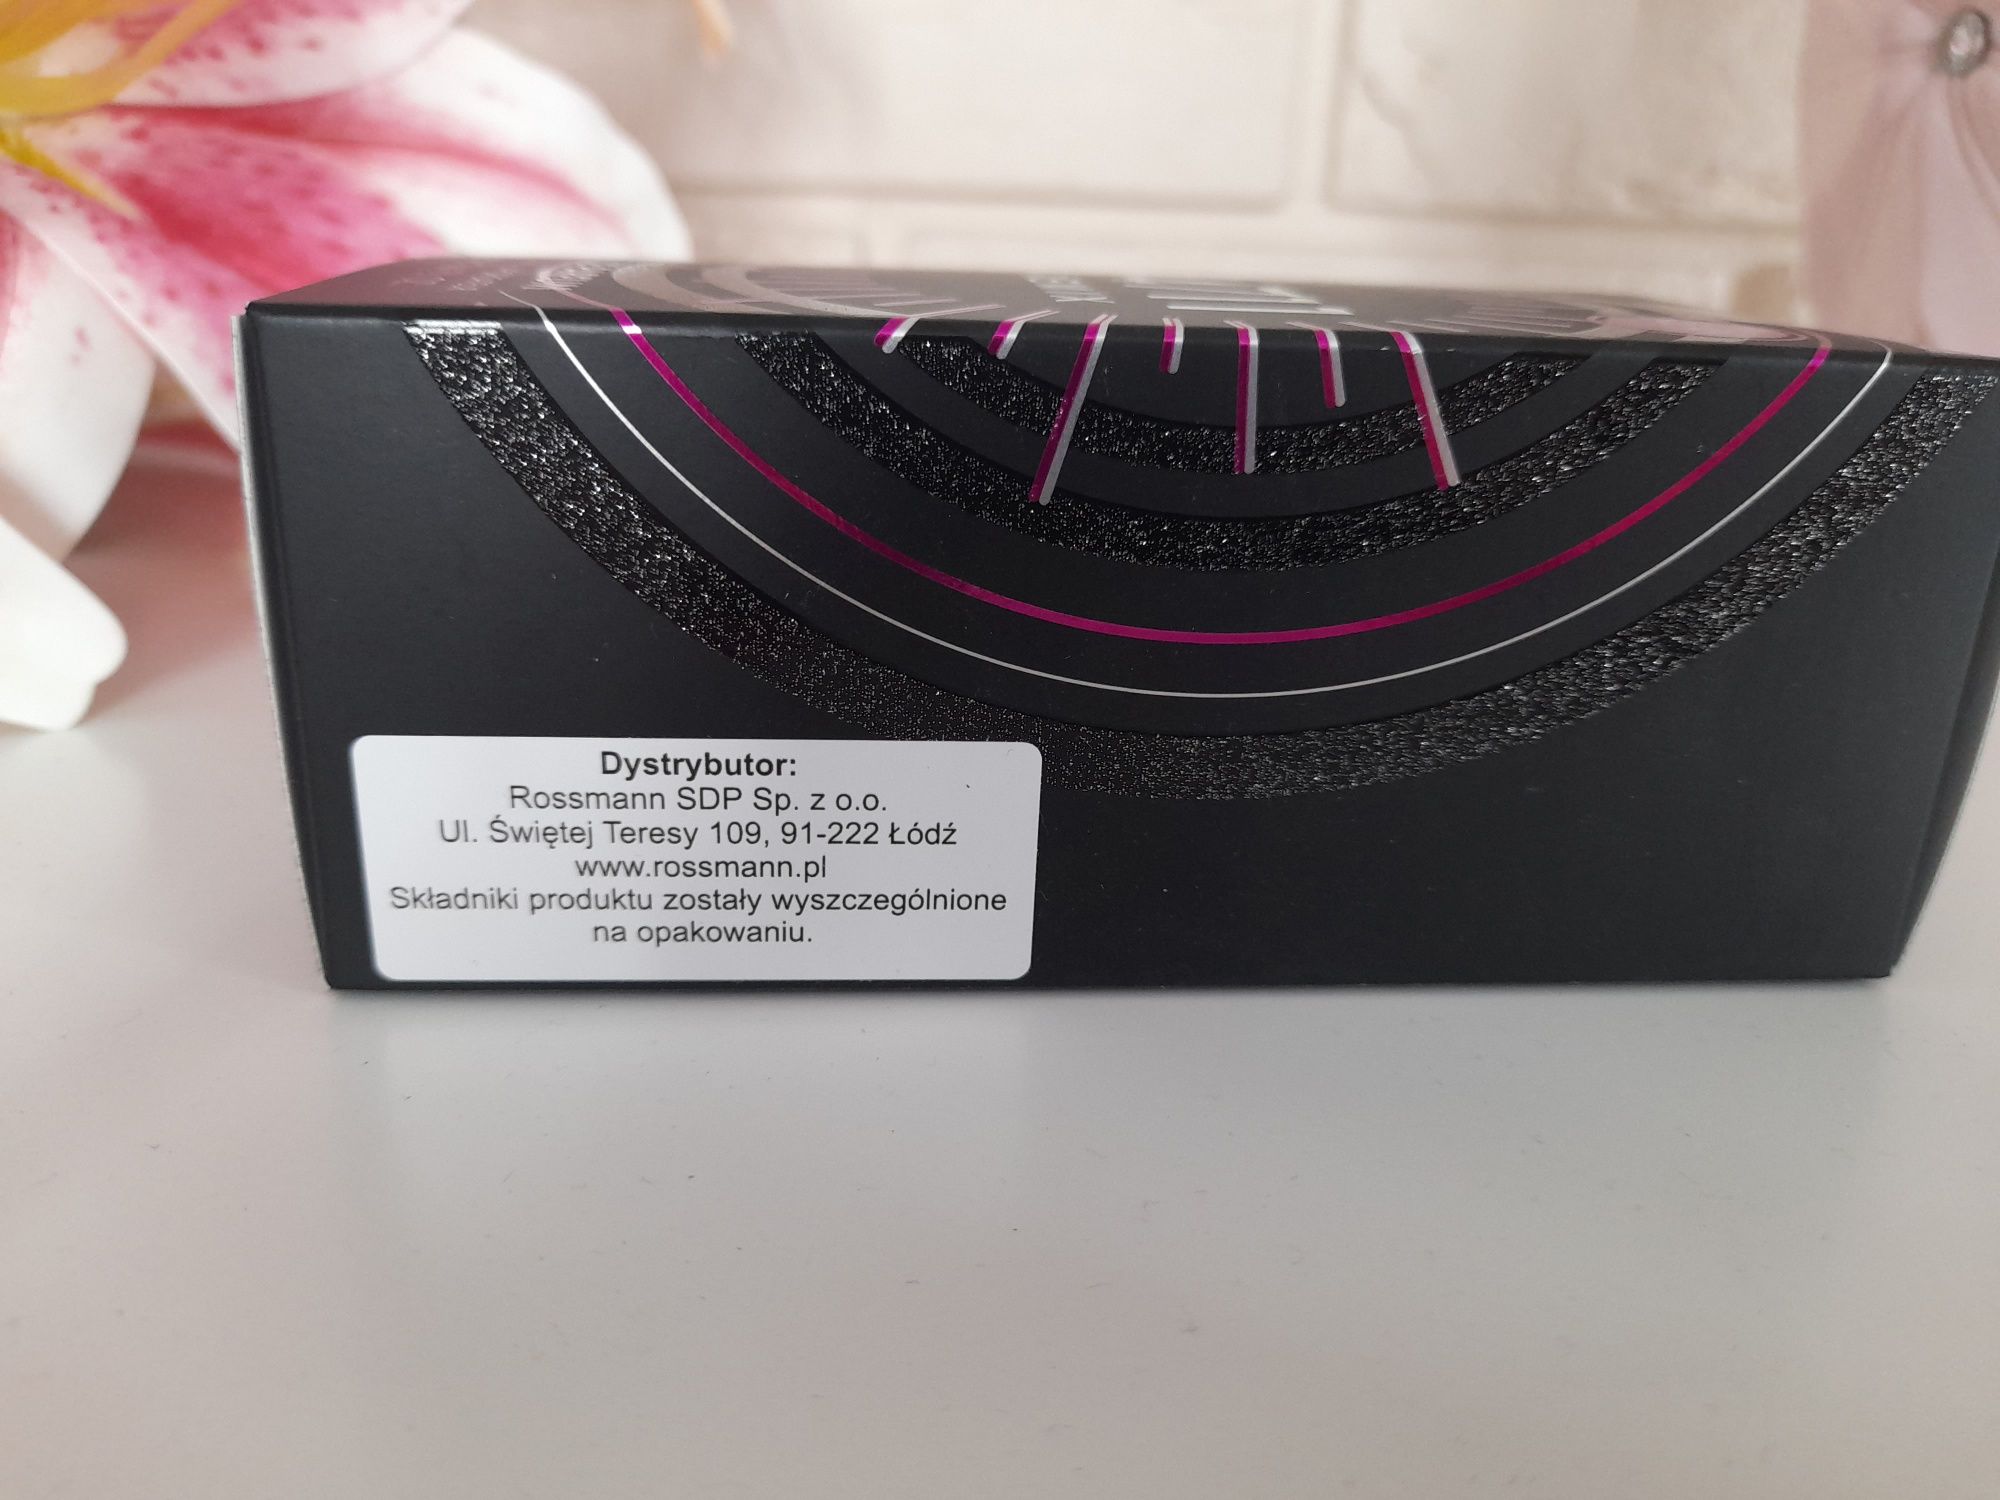 Dystrybutor:
Rossmann SDP Sp. z o.o.
Ul. Świętej Teresy 109, 91-222 Łódź
www.rossmann.pl
Składniki produktu zostały wyszczególnione
na opakowaniu.